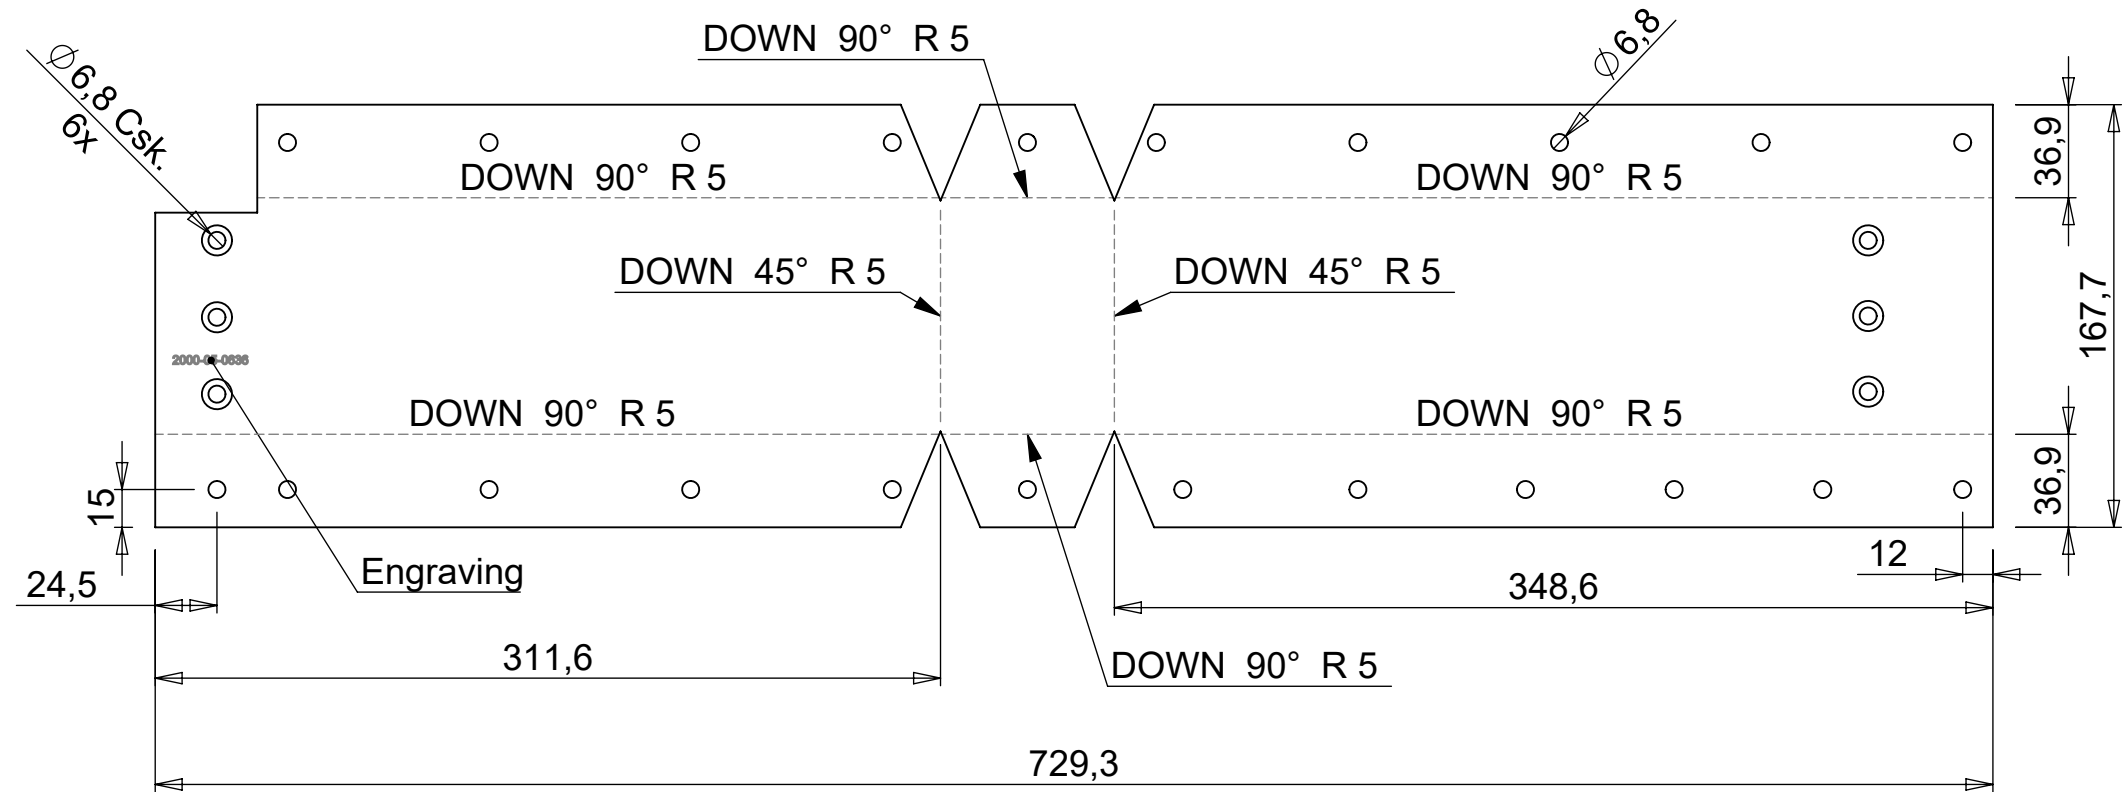 DOWN 90° R 5
∅6,8 Csk.
6x
∅6,8
DOWN 90° R 5
DOWN 90° R 5
36,9
DOWN 45° R 5
DOWN 45° R 5
167,7
DOWN 90° R 5
DOWN 90° R 5
15
36,9
Engraving
24,5
12
348,6
311,6
DOWN 90° R 5
729,3